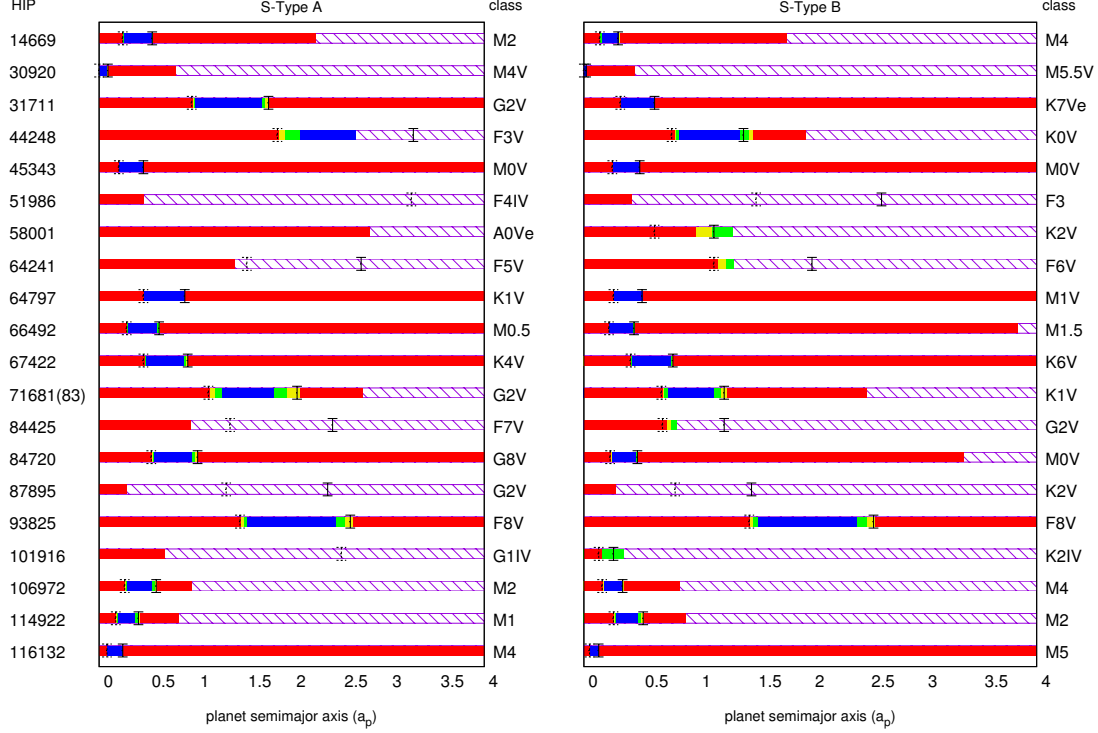 HIP S-Type A class S-Type B class
14669 M2 M4
30920 M4V M5.5V
31711 G2V K7Ve
44248 F3V K0V
45343 M0V M0V
51986 F4IV F3
58001 A0Ve K2V
64241 F5V F6V
64797 K1V M1V
66492 M0.5 M1.5
67422 K4V K6V
71681(83) G2V K1V
84425 F7V G2V
84720 G8V M0V
87895 G2V K2V
93825 F8V F8V
101916 G1IV K2IV
106972 M2 M4
114922 M1 M2
116132 M4 M5
0 0.5 1 1.5 2 2.5 3 3.5 4 0 0.5 1 1.5 2 2.5 3 3.5 4
planet semimajor axis (ap) planet semimajor axis (ap)